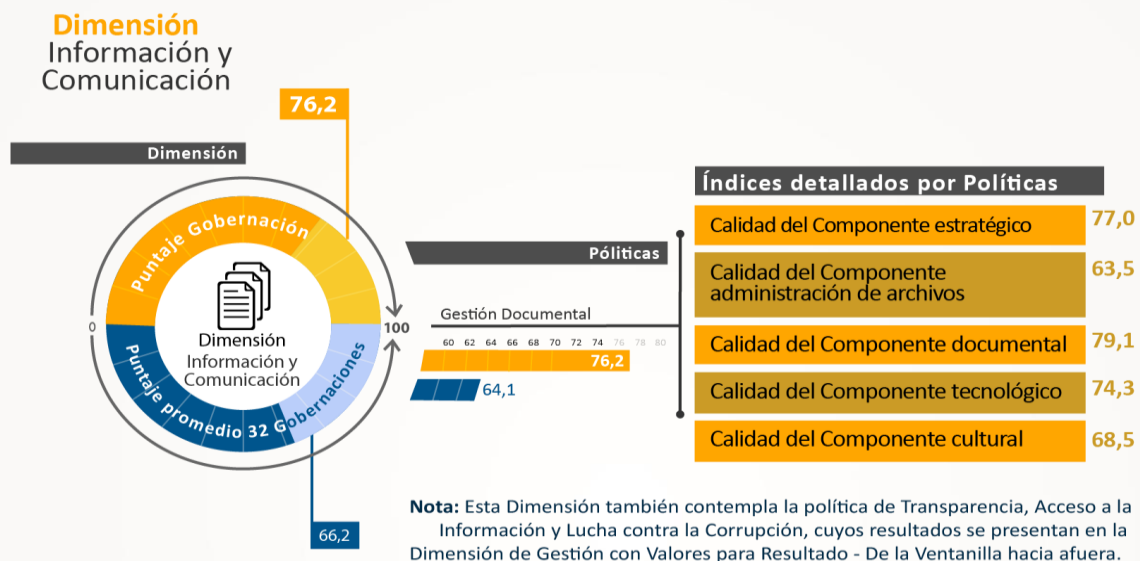 Dimensión
Información y
Comunicación
76,2
Dimensión
Puntaje Gobernación
0
100
Dimensión
Información y
Comunicación
Puntaje promedio 32 Gobernaciones
66,2
Póliticas
Gestión Documental
60 62 64 66 68 70 72 74 76 78 80
76,2
64,1
Índices detallados por Políticas
Calidad del Componente estratégico 77,0
Calidad del Componente
administración de archivos 63,5
Calidad del Componente documental 79,1
Calidad del Componente tecnológico 74,3
Calidad del Componente cultural 68,5
Nota: Esta Dimensión también contempla la política de Transparencia, Acceso a la
Información y Lucha contra la Corrupción, cuyos resultados se presentan en la
Dimensión de Gestión con Valores para Resultado - De la Ventanilla hacia afuera.